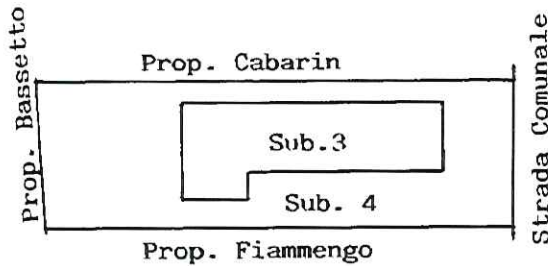 Prop. Cabarin
Prop. Bassetto
Sub.3
Sub. 4
Strada Comunale
Prop. Fiammengo